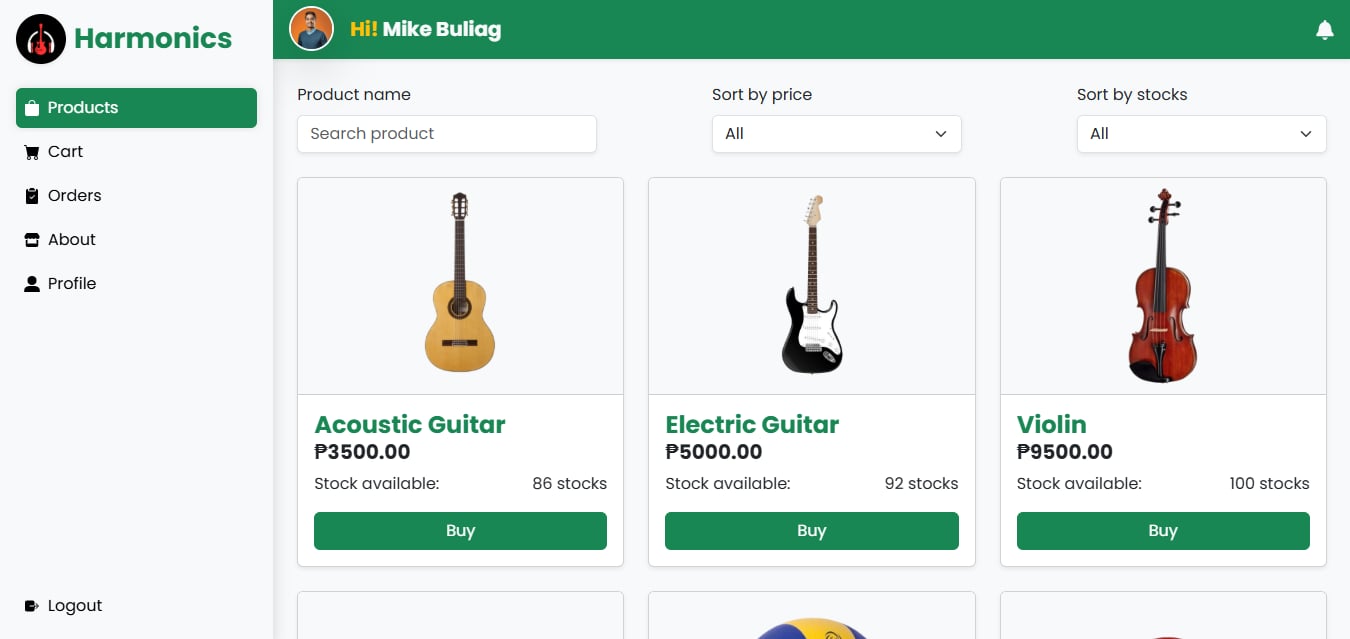 Harmonics
Hi! Mike Buliag
Products
Cart
Orders
About
Profile
Logout
Product name
Search product
Sort by price
All
Sort by stocks
All
Acoustic Guitar
₱3500.00
Stock available: 86 stocks
Buy
Electric Guitar
₱5000.00
Stock available: 92 stocks
Buy
Violin
₱9500.00
Stock available: 100 stocks
Buy